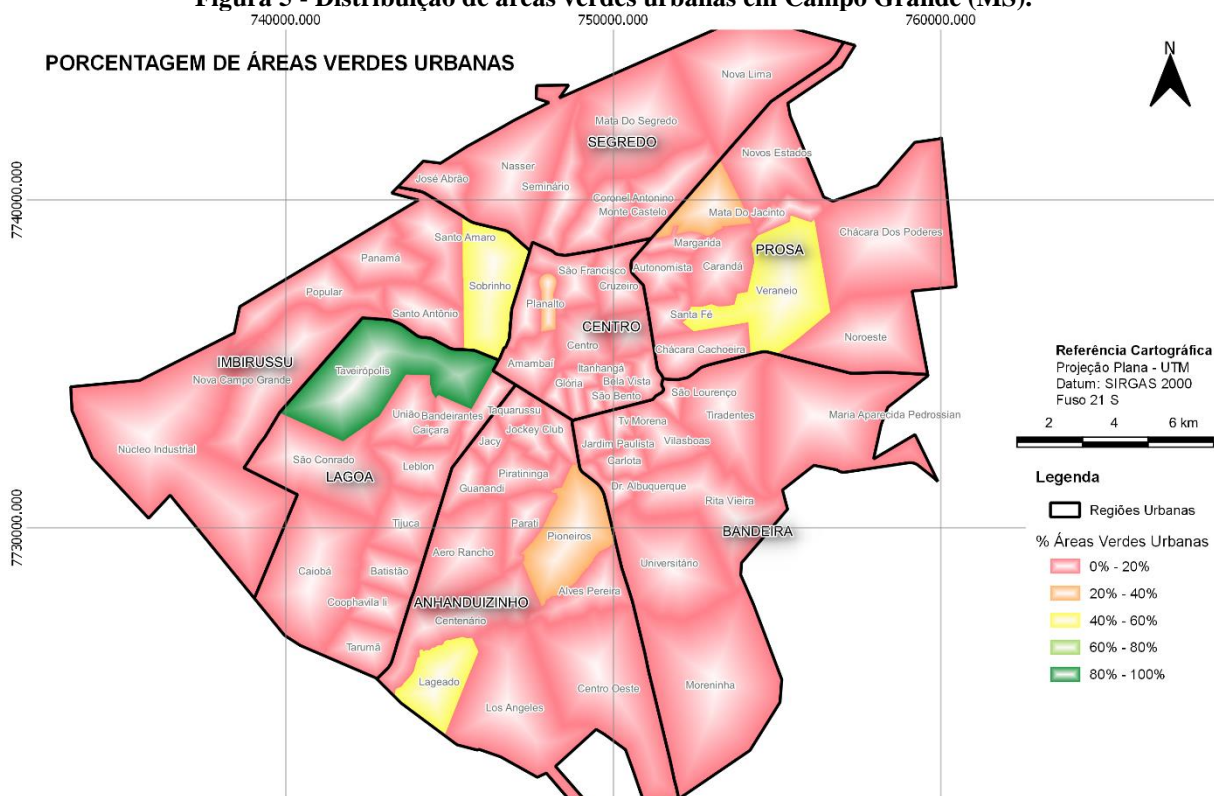 Figura 5 - Distribuição de áreas verdes urbanas em Campo Grande (MS).
740000.000
750000.000
760000.000
PORCENTAGEM DE ÁREAS VERDES URBANAS
N
Nova Lima
Mata Do Segredo
SEGREDO
Novos Estados
Nasser
José Abrão
Seminário
Coronel Antonino
Monte Castelo
Mata Do Jacinto
7740000.000
Chácara Dos Poderes
Santo Amaro
Margarida
PROSA
Panamá
São Francisco
Autonomista
Carandá
Sobrinho
Cruzeiro
Veraneio
Popular
Planalto
Santo Antônio
Santa Fé
CENTRO
Noroeste
Centro
Chácara Cachoeira
IMBIRUSSU
Amambaí
Itanhangá
Taveirópolis
Nova Campo Grande
Glória
Bela Vista
São Bento
São Lourenço
União
Bandeirantes
Taquarussu
Tiradentes
Maria Aparecida Pedrossian
Caiçara
Jockey Club
Tv Morena
Jacy
Jardim Paulista
Vilasboas
Núcleo Industrial
São Conrado
Leblon
Carlota
LAGOA
Piratininga
Guanandi
Dr. Albuquerque
Rita Vieira
Tijuca
Parati
BANDEIRA
7730000.000
Pioneiros
Aero Rancho
Universitário
Caiobá
Batistão
Alves Pereira
Coophavila Ii
ANHANDUIZINHO
Centenário
Tarumã
Lageado
Centro Oeste
Moreninha
Los Angeles
Referência Cartográfica
Projeção Plana - UTM
Datum: SIRGAS 2000
Fuso 21 S
2 4 6 km
Legenda
Regiões Urbanas
% Áreas Verdes Urbanas
0% - 20%
20% - 40%
40% - 60%
60% - 80%
80% - 100%